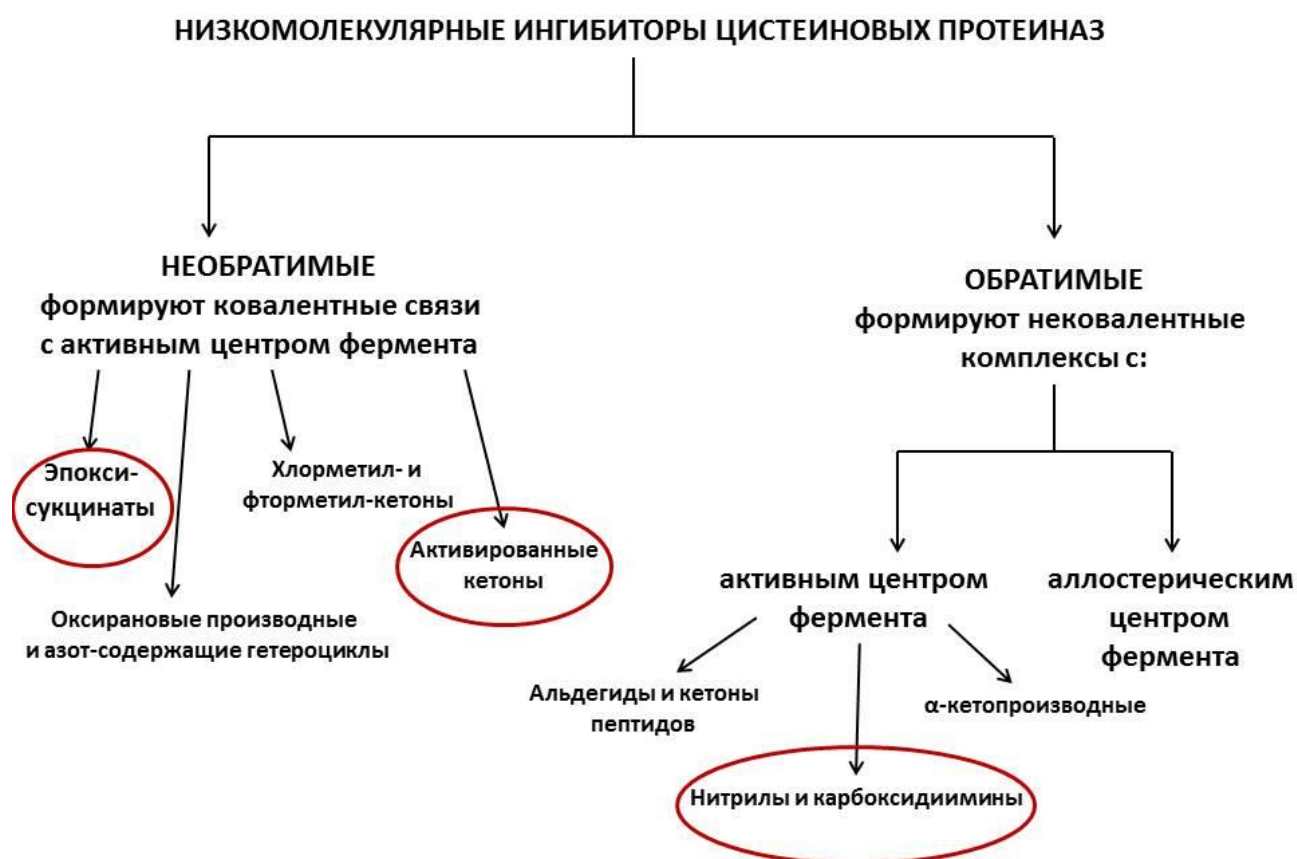 НИЗКОМОЛЕКУЛЯРНЫЕ ИНГИБИТОРЫ ЦИСТЕИНОВЫХ ПРОТЕИНАЗ
НЕОБРАТИМЫЕ
формируют ковалентные связи
с активным центром фермента
Эпокси-
сукцинаты
Оксирановые производные
и азот-содержащие гетероциклы
Хлорметил- и
фторметил-кетоны
Активированные
кетоны
ОБРАТИМЫЕ
формируют нековалентные
комплексы с:
активным центром
фермента
Альдегиды и кетоны
пептидов
Нитрилы и карбоксидиимины
α-кетопроизводные
аллостерическим
центром
фермента